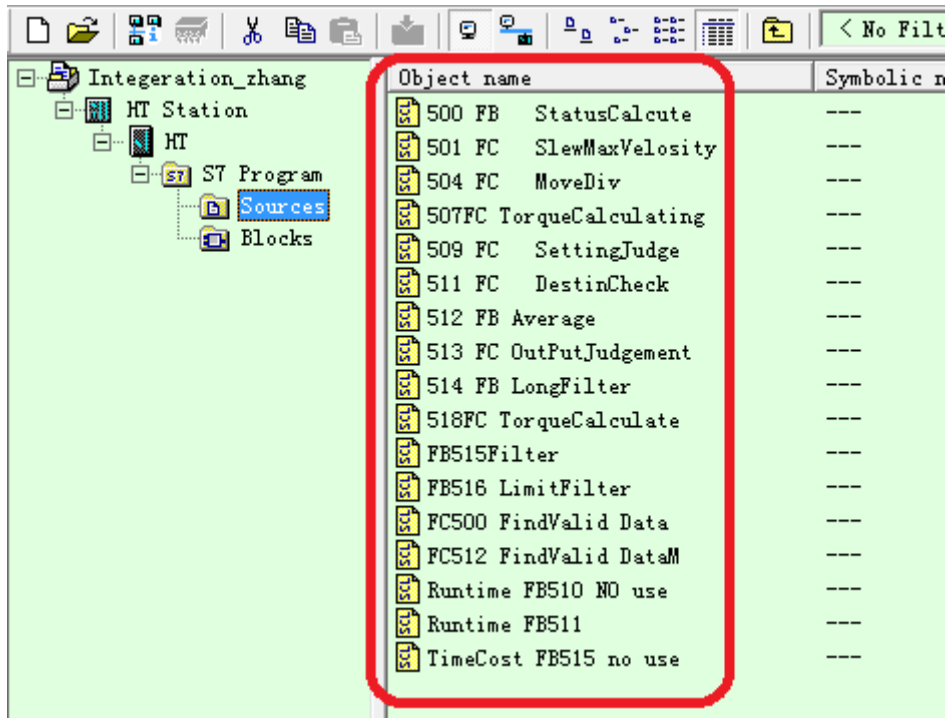 < No Filt
Integeration_zhang
HT Station
HT
S7 Program
Sources
Blocks
Object name
Symbolic n
500 FB StatusCalcute
---
501 FC SlewMaxVelosity
---
504 FC MoveDiv
---
507FC TorqueCalculating
---
509 FC SettingJudge
---
511 FC DestinCheck
---
512 FB Average
---
513 FC OutPutJudgement
---
514 FB LongFilter
---
518FC TorqueCalculate
---
FB515Filter
---
FB516 LimitFilter
---
FC500 FindValid Data
---
FC512 FindValid DataM
---
Runtime FB510 NO use
---
Runtime FB511
---
TimeCost FB515 no use
---